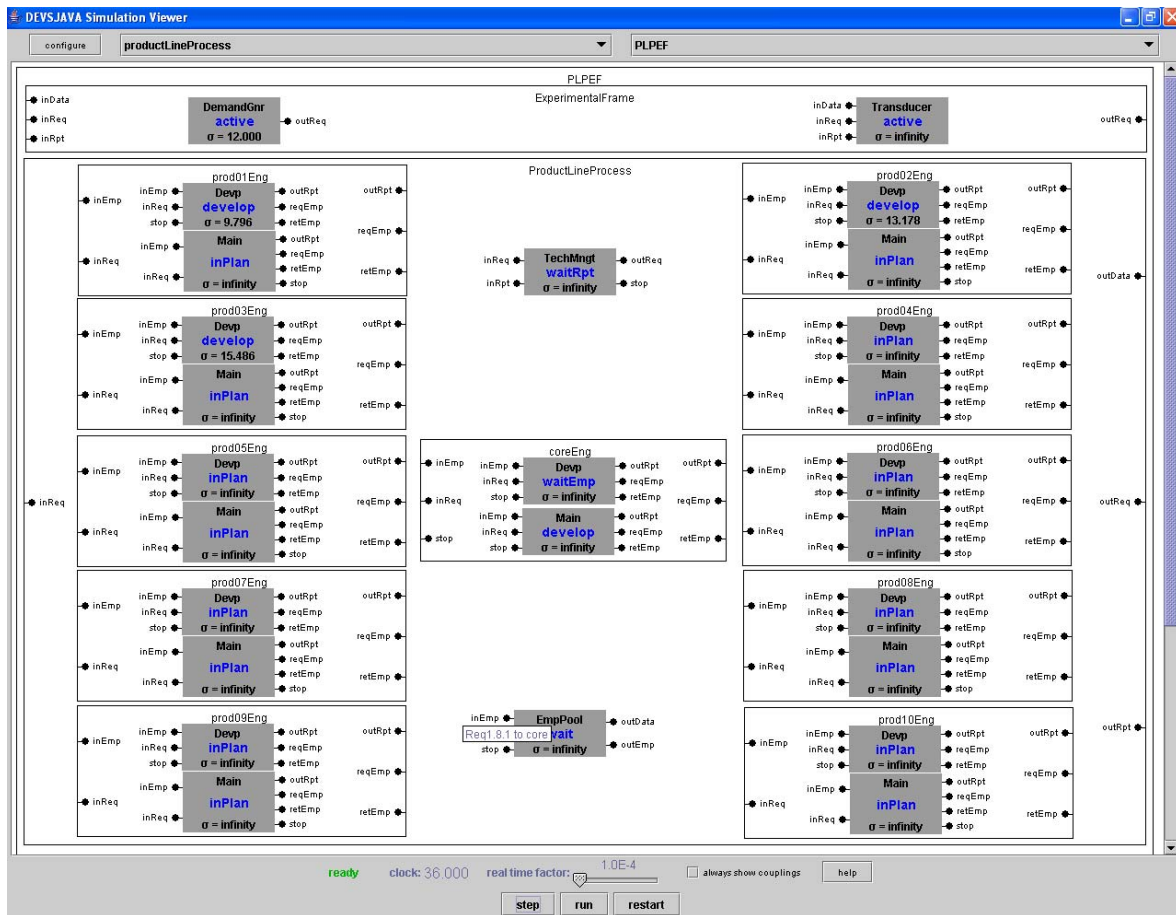 DEVSJAVA Simulation Viewer
configure
productLineProcess
PLPEF
PLPEF
ExperimentalFrame
inData
inReq
inRpt
DemandGnr
active
σ = 12.000
outReq
inData
inReq
inRpt
Transducer
active
σ = infinity
outReq
ProductLineProcess
inReq
outData
outReq
outRpt
prod01Eng
inEmp
inReq
inEmp
inReq
stop
Devp
develop
σ = 9.796
outRpt
reqEmp
retEmp
inEmp
inReq
Main
inPlan
σ = infinity
outRpt
reqEmp
retEmp
stop
outRpt
reqEmp
retEmp
TechMngt
waitRpt
σ = infinity
inReq
inRpt
outReq
stop
prod02Eng
inEmp
inReq
inEmp
inReq
stop
Devp
develop
σ = 13.178
outRpt
reqEmp
retEmp
inEmp
inReq
Main
inPlan
σ = infinity
outRpt
reqEmp
retEmp
stop
outRpt
reqEmp
retEmp
prod03Eng
inEmp
inReq
inEmp
inReq
stop
Devp
develop
σ = 15.486
outRpt
reqEmp
retEmp
inEmp
inReq
Main
inPlan
σ = infinity
outRpt
reqEmp
retEmp
stop
outRpt
reqEmp
retEmp
prod04Eng
inEmp
inReq
inEmp
inReq
stop
Devp
inPlan
σ = infinity
outRpt
reqEmp
retEmp
inEmp
inReq
Main
inPlan
σ = infinity
outRpt
reqEmp
retEmp
stop
outRpt
reqEmp
retEmp
prod05Eng
inEmp
inReq
inEmp
inReq
stop
Devp
inPlan
σ = infinity
outRpt
reqEmp
retEmp
inEmp
inReq
Main
inPlan
σ = infinity
outRpt
reqEmp
retEmp
stop
outRpt
reqEmp
retEmp
coreEng
inEmp
inReq
stop
inEmp
inReq
stop
Devp
waitEmp
σ = infinity
outRpt
reqEmp
retEmp
inEmp
inReq
stop
Main
develop
σ = infinity
outRpt
reqEmp
retEmp
outRpt
reqEmp
retEmp
prod06Eng
inEmp
inReq
inEmp
inReq
stop
Devp
inPlan
σ = infinity
outRpt
reqEmp
retEmp
inEmp
inReq
Main
inPlan
σ = infinity
outRpt
reqEmp
retEmp
stop
outRpt
reqEmp
retEmp
prod07Eng
inEmp
inReq
inEmp
inReq
stop
Devp
inPlan
σ = infinity
outRpt
reqEmp
retEmp
inEmp
inReq
Main
inPlan
σ = infinity
outRpt
reqEmp
retEmp
stop
outRpt
reqEmp
retEmp
prod08Eng
inEmp
inReq
inEmp
inReq
stop
Devp
inPlan
σ = infinity
outRpt
reqEmp
retEmp
inEmp
inReq
Main
inPlan
σ = infinity
outRpt
reqEmp
retEmp
stop
outRpt
reqEmp
retEmp
prod09Eng
inEmp
inReq
inEmp
inReq
stop
Devp
inPlan
σ = infinity
outRpt
reqEmp
retEmp
inEmp
inReq
Main
inPlan
σ = infinity
outRpt
reqEmp
retEmp
stop
outRpt
reqEmp
retEmp
inEmp
Req1.8.1 to core
stop
EmpPool
vait
σ = infinity
outData
outEmp
prod10Eng
inEmp
inReq
inEmp
inReq
stop
Devp
inPlan
σ = infinity
outRpt
reqEmp
retEmp
inEmp
inReq
Main
inPlan
σ = infinity
outRpt
reqEmp
retEmp
stop
outRpt
reqEmp
retEmp
ready
clock: 36.000
real time factor:
1.0E-4
always show couplings
help
step
run
restart